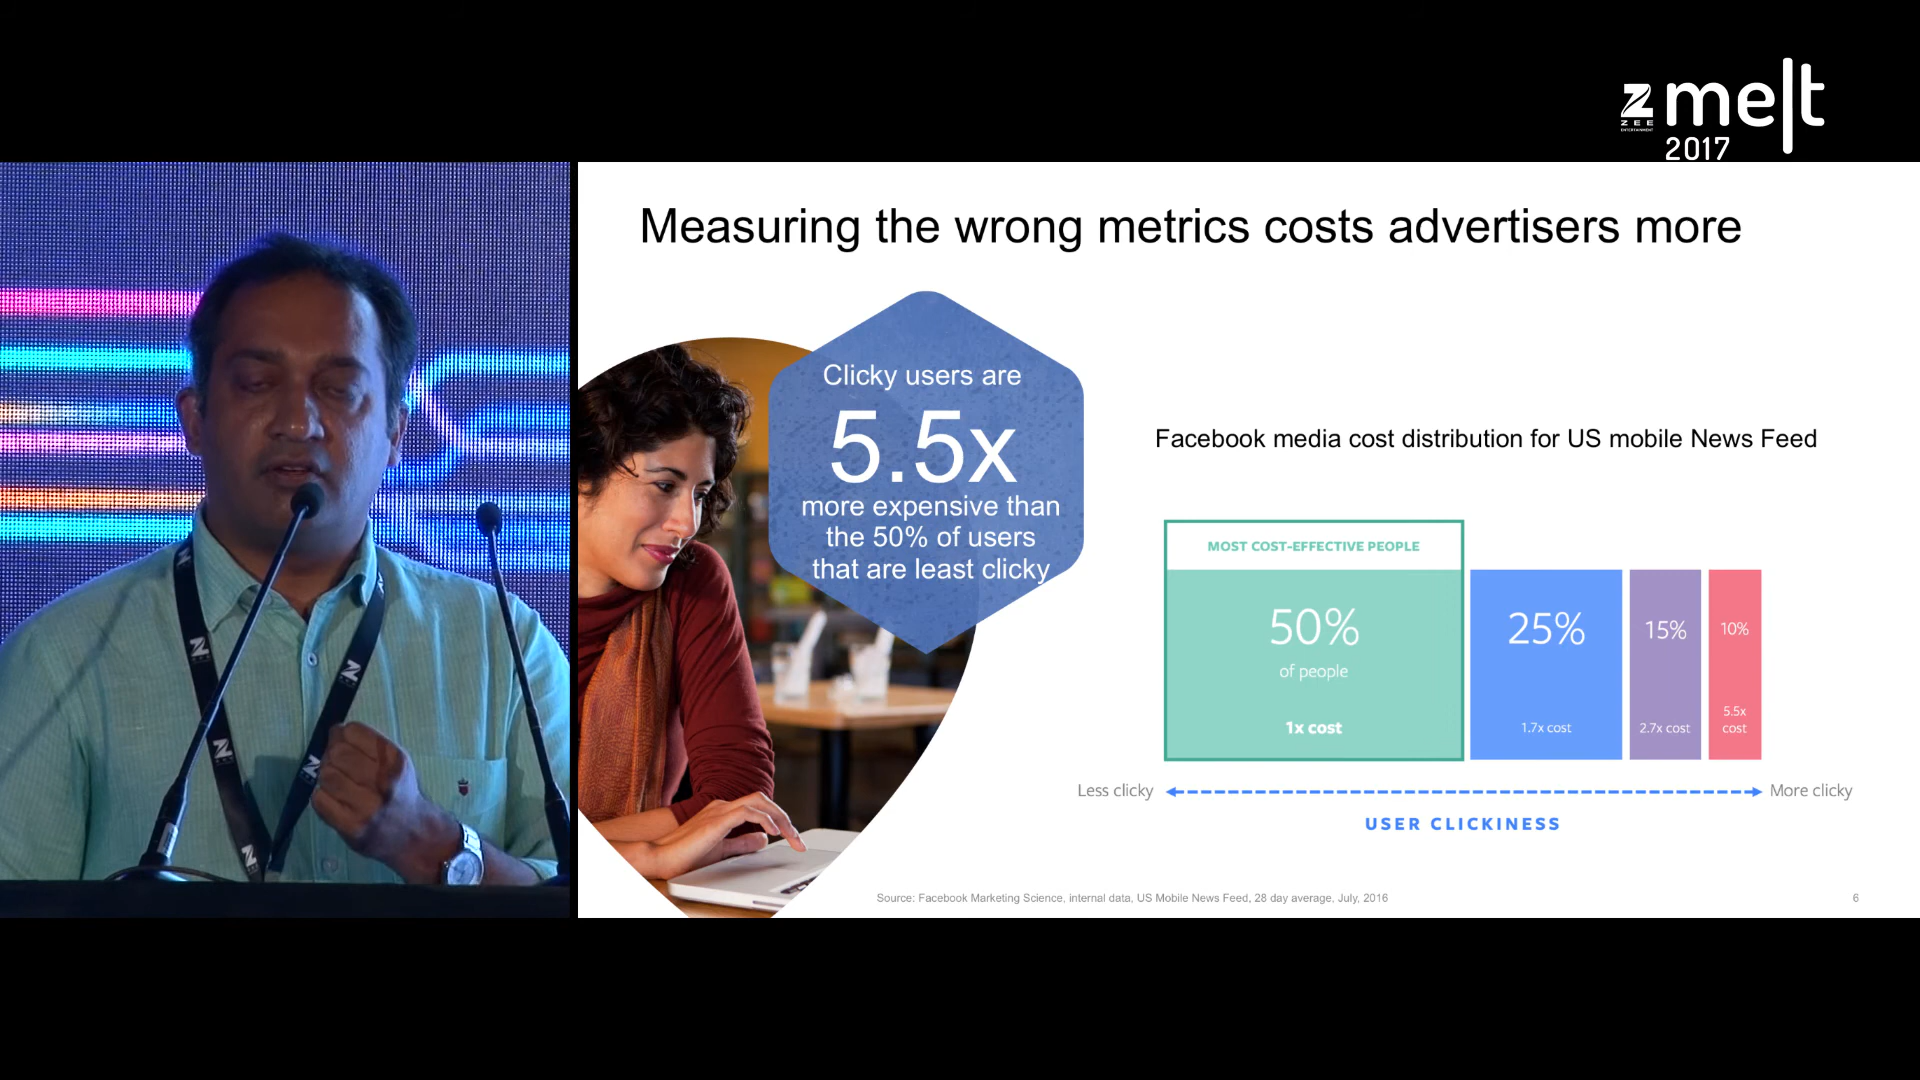 Z melt
ZEE
ENTERTAINMENT
2017
Measuring the wrong metrics costs advertisers more
Clicky users are
5.5x
more expensive than
the 50% of users
that are least clicky
Facebook media cost distribution for US mobile News Feed
MOST COST-EFFECTIVE PEOPLE
50%
of people
1x cost
25%
1.7x cost
15%
2.7x cost
10%
5.5x
cost
Less clicky
More clicky
USER CLICKINESS
Source: Facebook Marketing Science, internal data, US Mobile News Feed, 28 day average, July, 2016
6